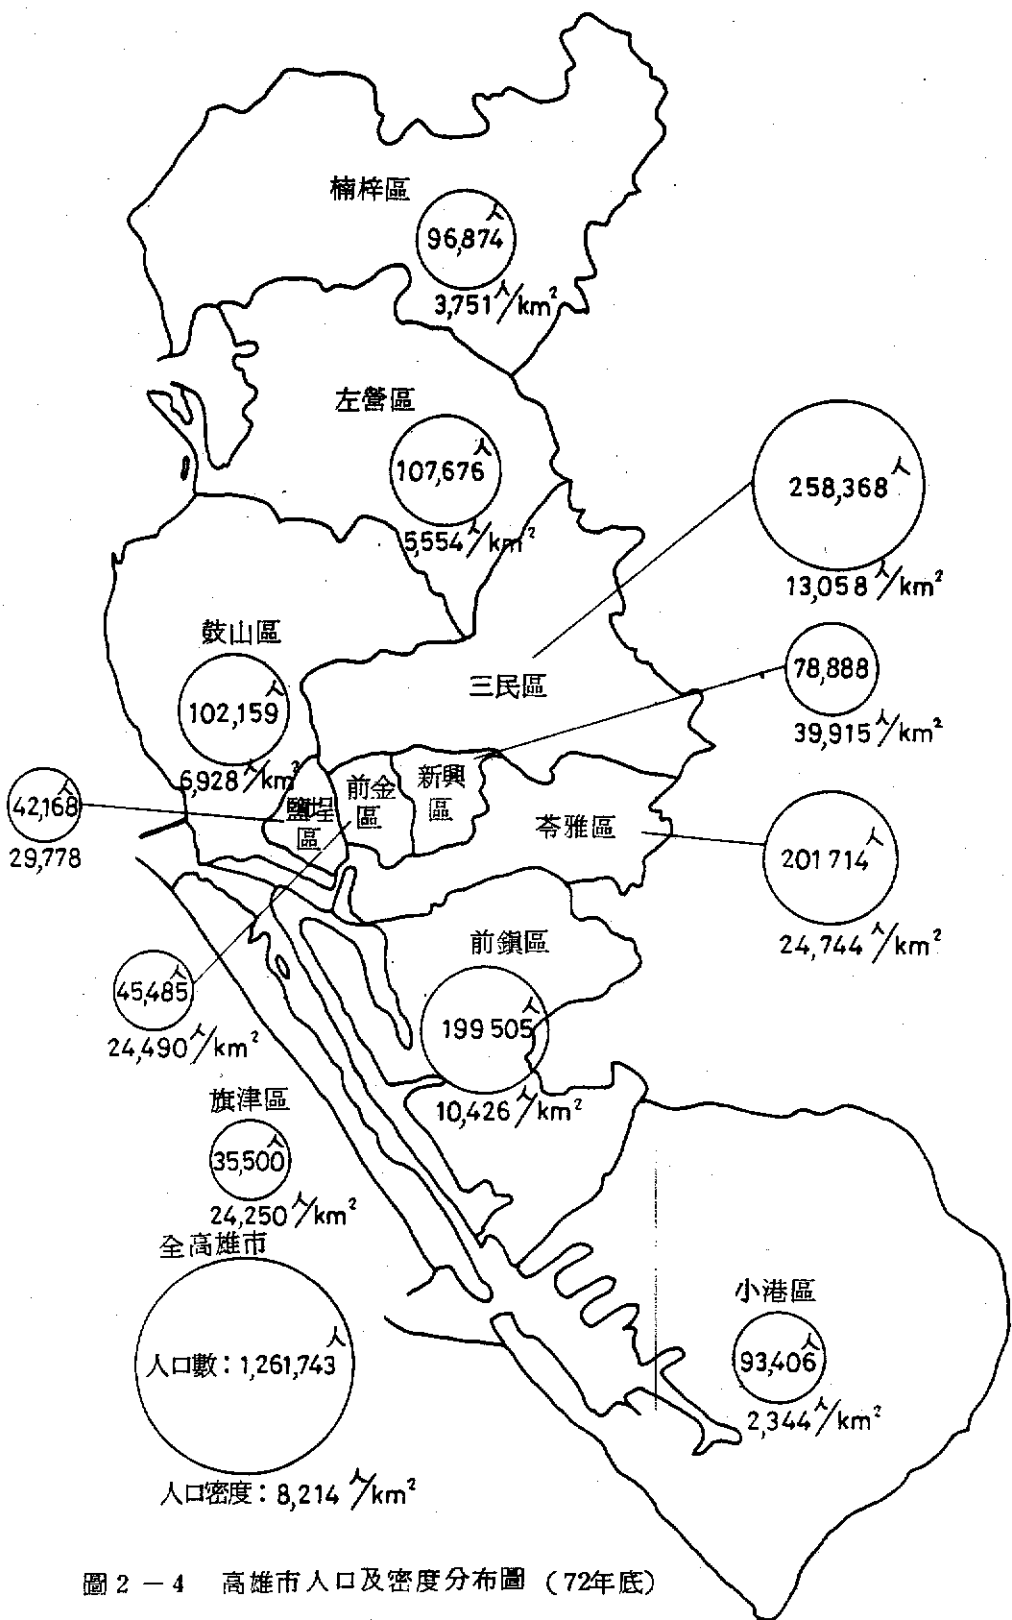 楠梓區
96,874人
3,751人/km²
左營區
107,676人
5,554人/km²
258,368人
13,058人/km²
鼓山區
102,159人
6,928人/km²
三民區
78,888
39,915人/km²
42,168人
29,778
鹽埕
區
前金
區
新興
區
苓雅區
201714人
24,744人/km²
45,485人
24,490人/km²
前鎮區
199505人
10,426人/km²
旗津區
35,500人
24,250人/km²
全高雄市
人口數：1,261,743人
人口密度：8,214人/km²
小港區
93,406人
2,344人/km²
圖2－4 高雄市人口及密度分布圖（72年底）